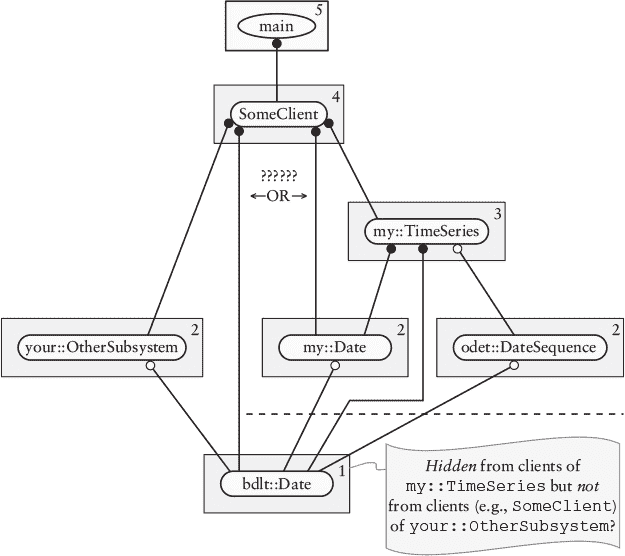 5
main
4
SomeClient
??????
←OR→
3
my::TimeSeries
2
your::OtherSubsystem
2
my::Date
2
odet::DateSequence
1
bdlt::Date
Hidden from clients of
my::TimeSeries but not
from clients (e.g., SomeClient)
of your::OtherSubsystem?